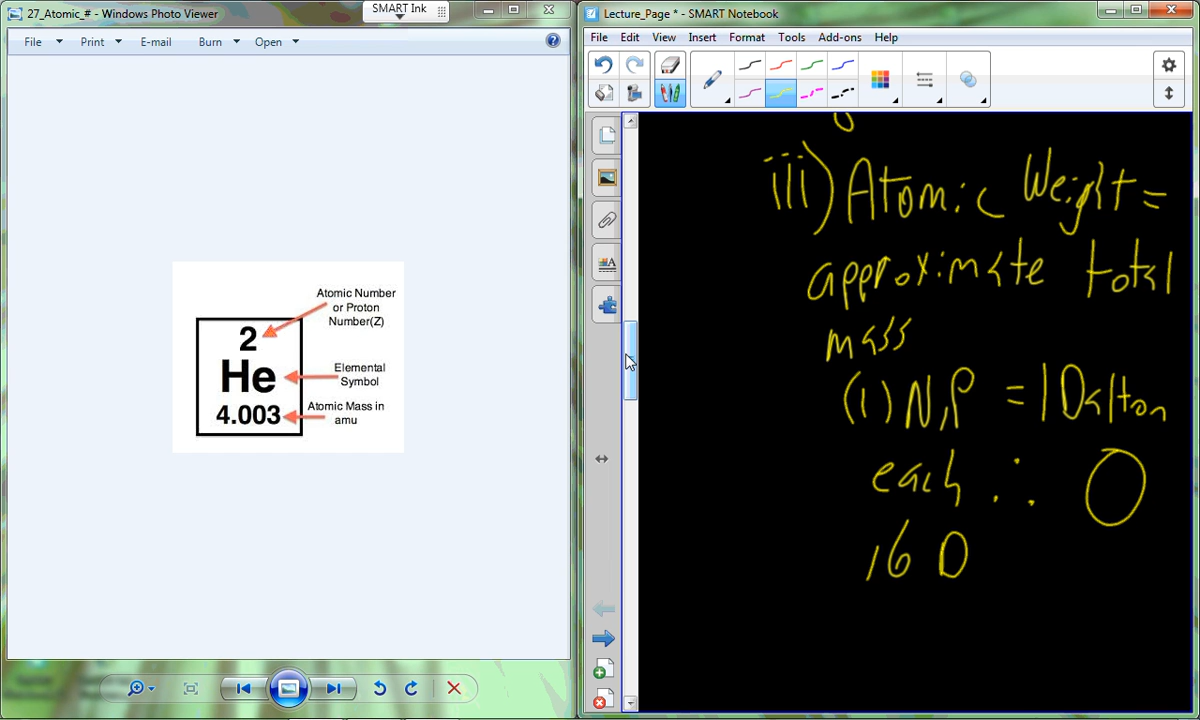 27_Atomic_# - Windows Photo Viewer
SMART Ink
File Print E-mail Burn Open
2
He
4.003
Atomic Number
or Proton
Number(Z)
Elemental
Symbol
Atomic Mass in
amu
Lecture_Page * - SMART Notebook
File Edit View Insert Format Tools Add-ons Help
iii) Atomic Weight =
approximate total
mass
(1) N,P = 1 Dalton
each ∴ O
16 D